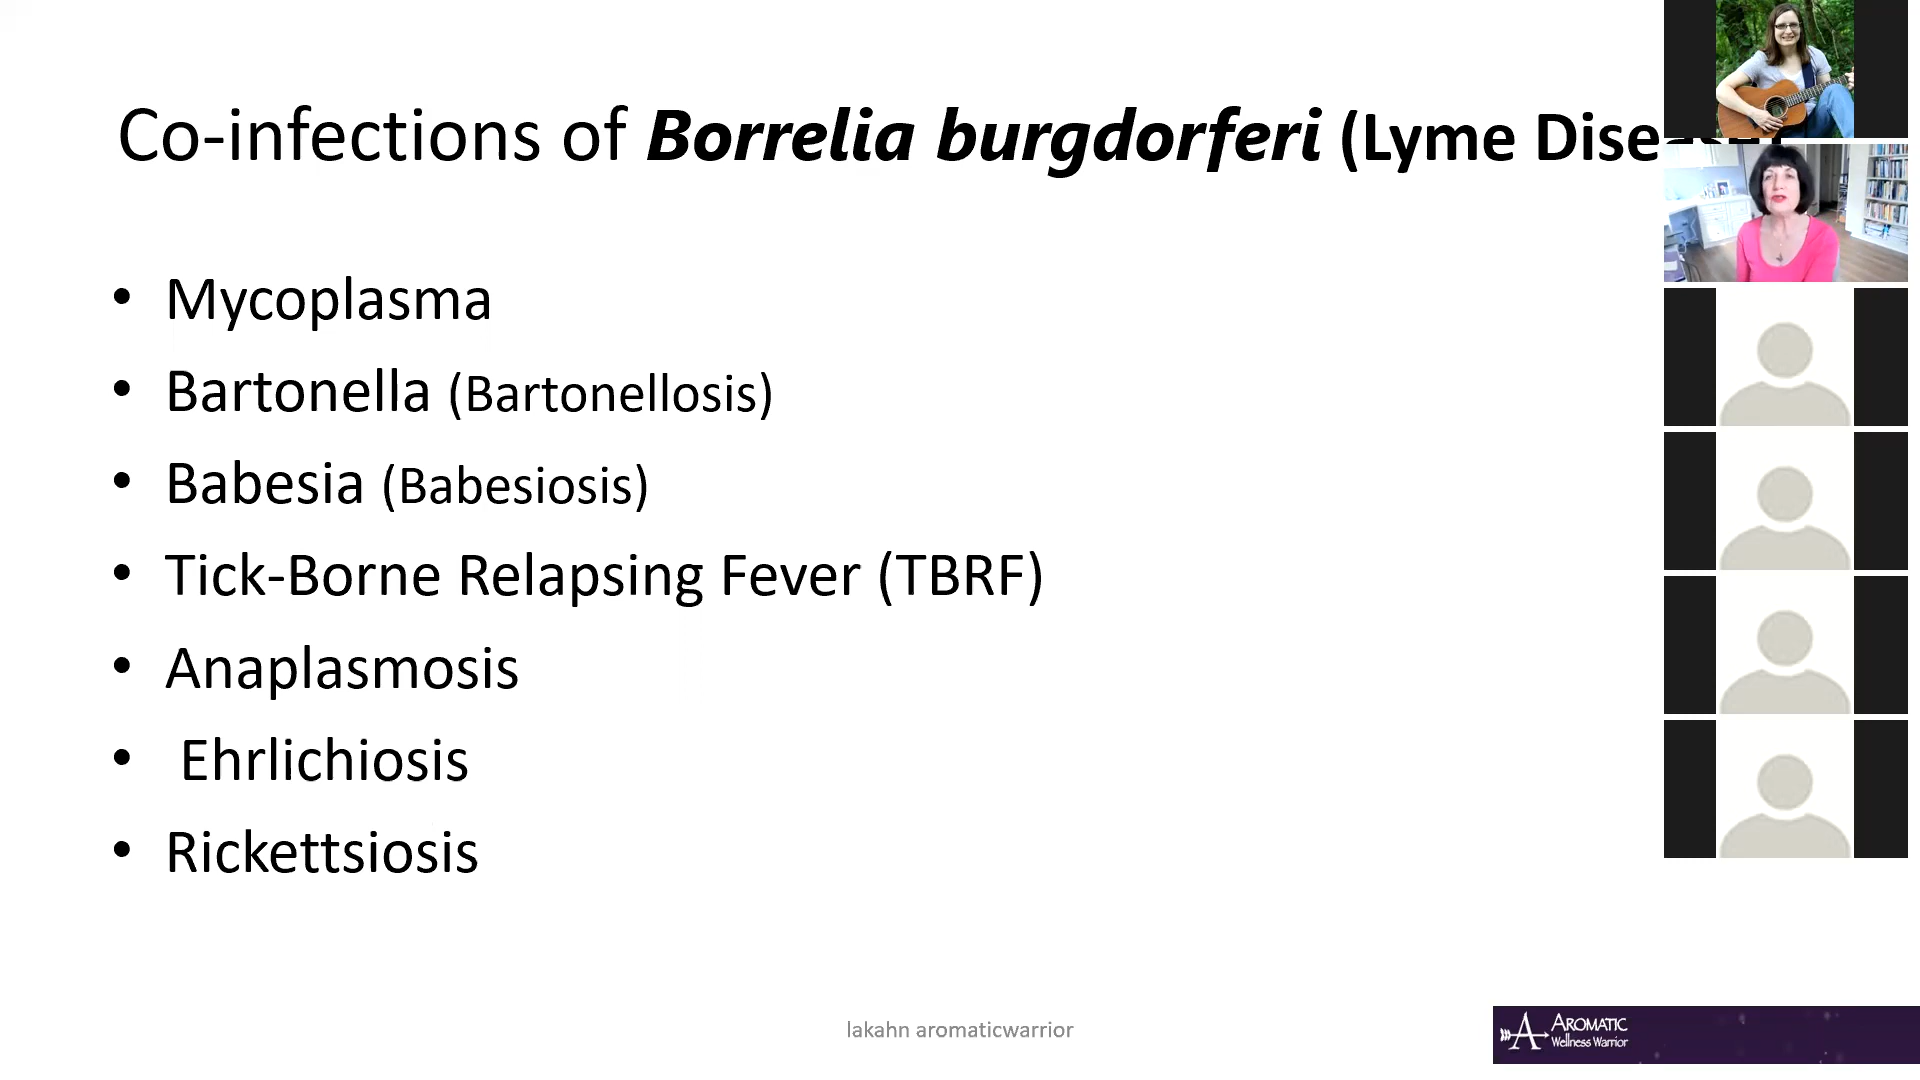 Co-infections of Borrelia burgdorferi (Lyme Disease)
• Mycoplasma
• Bartonella (Bartonellosis)
• Babesia (Babesiosis)
• Tick-Borne Relapsing Fever (TBRF)
• Anaplasmosis
• Ehrlichiosis
• Rickettsiosis
lakahn aromaticwarrior
AROMATIC
Wellness Warrior